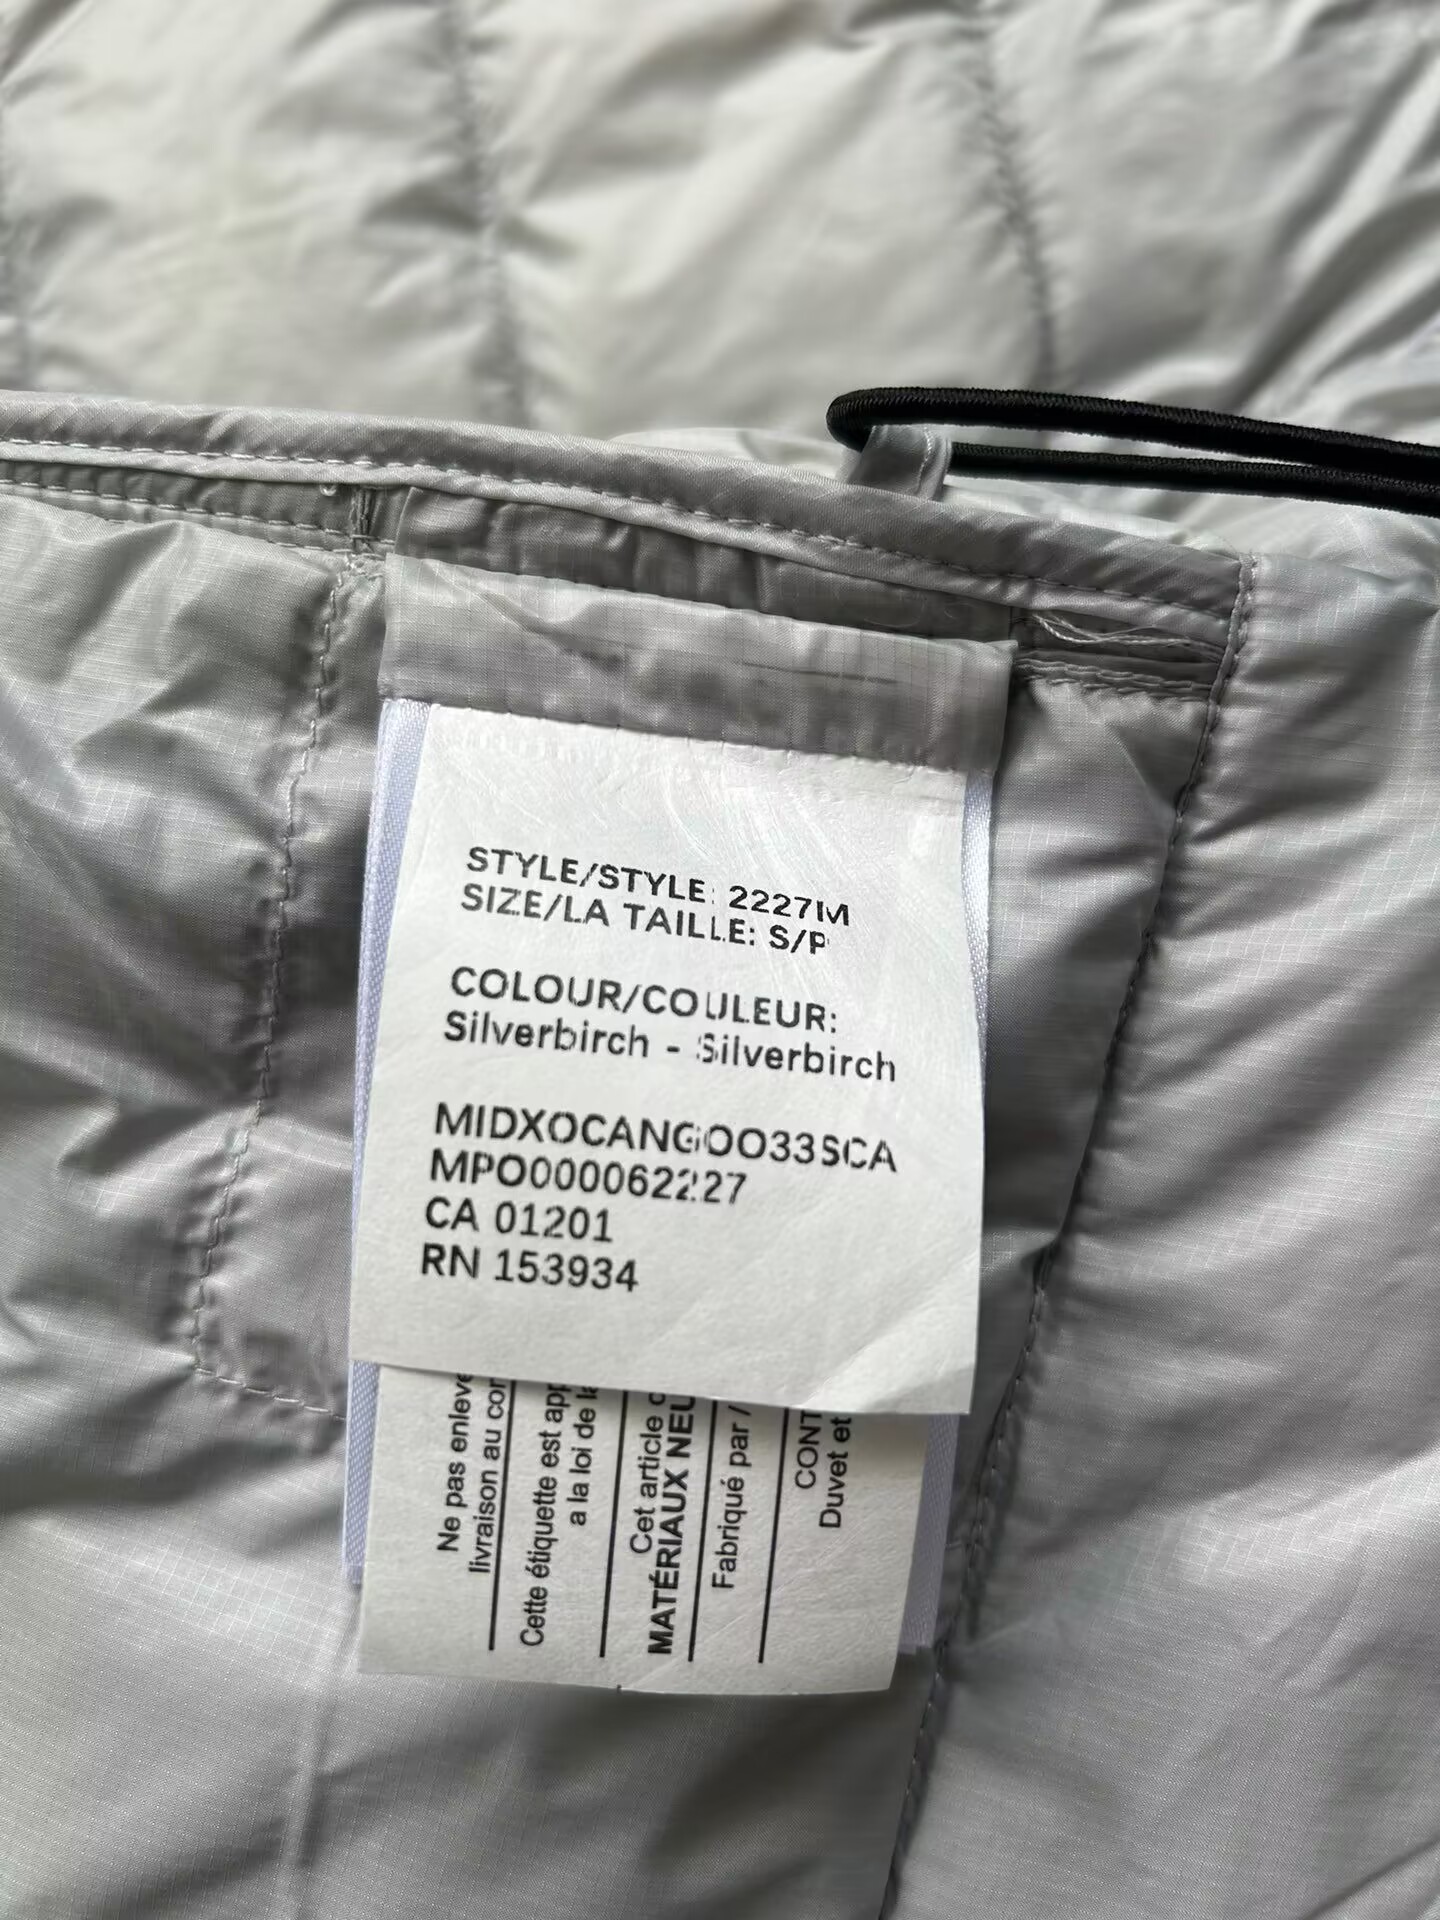 STYLE/STYLE: 2227M
SIZE/LA TAILLE: S/P
COLOUR/COULEUR:
Silverbirch - Silverbirch
MIDXOCANGOO33SCA
MPO000062227
CA 01201
RN 153934
Ne pas enleve
livraison au cor
Cette étiquette est app
a la loi de la
Cet article c
MATÉRIAUX NEU
Fabriqué par /
CONT
Duvet et